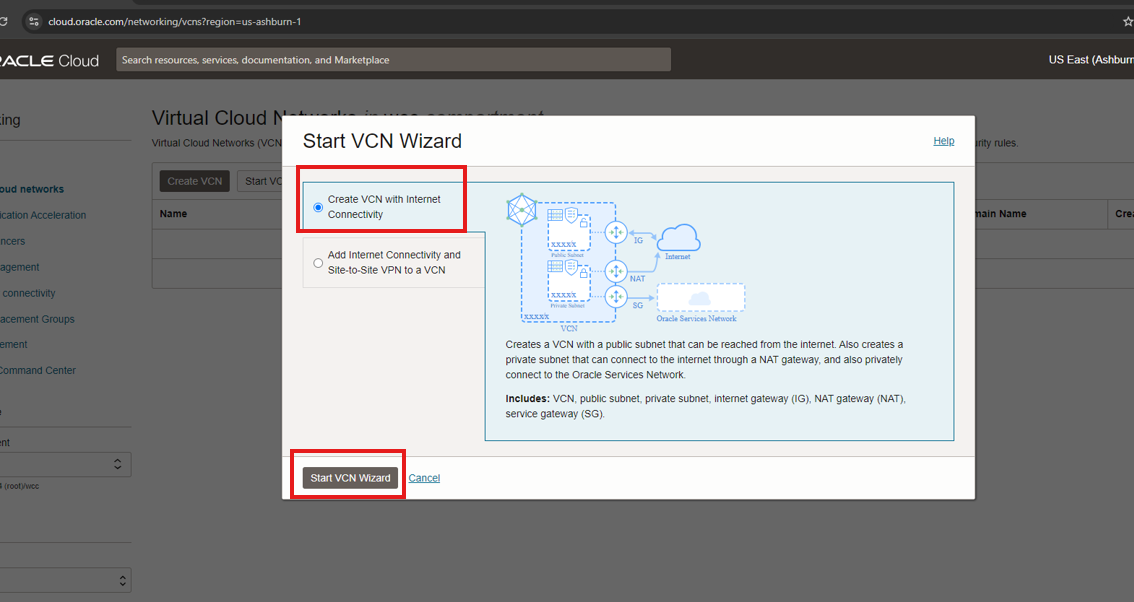 cloud.oracle.com/networking/vcns?region=us-ashburn-1
ACLE Cloud
Search resources, services, documentation, and Marketplace
US East (Ashburn
ing
Virtual Cloud
Virtual Cloud Networks (VCN
urity rules.
Create VCN
Start VC
Name
main Name
Crea
oud networks
ication Acceleration
ncers
agement
connectivity
acement Groups
ement
Command Center
ent
(root)/wcc
Start VCN Wizard
Help
Create VCN with Internet
Connectivity
Add Internet Connectivity and
Site-to-Site VPN to a VCN
XXXXX
Public Subnet
XXXXX
Private Subnet
XXXXX
VCN
IG
NAT
SG
Internet
Oracle Services Network
Creates a VCN with a public subnet that can be reached from the internet. Also creates a
private subnet that can connect to the internet through a NAT gateway, and also privately
connect to the Oracle Services Network.
Includes: VCN, public subnet, private subnet, internet gateway (IG), NAT gateway (NAT),
service gateway (SG).
Start VCN Wizard
Cancel